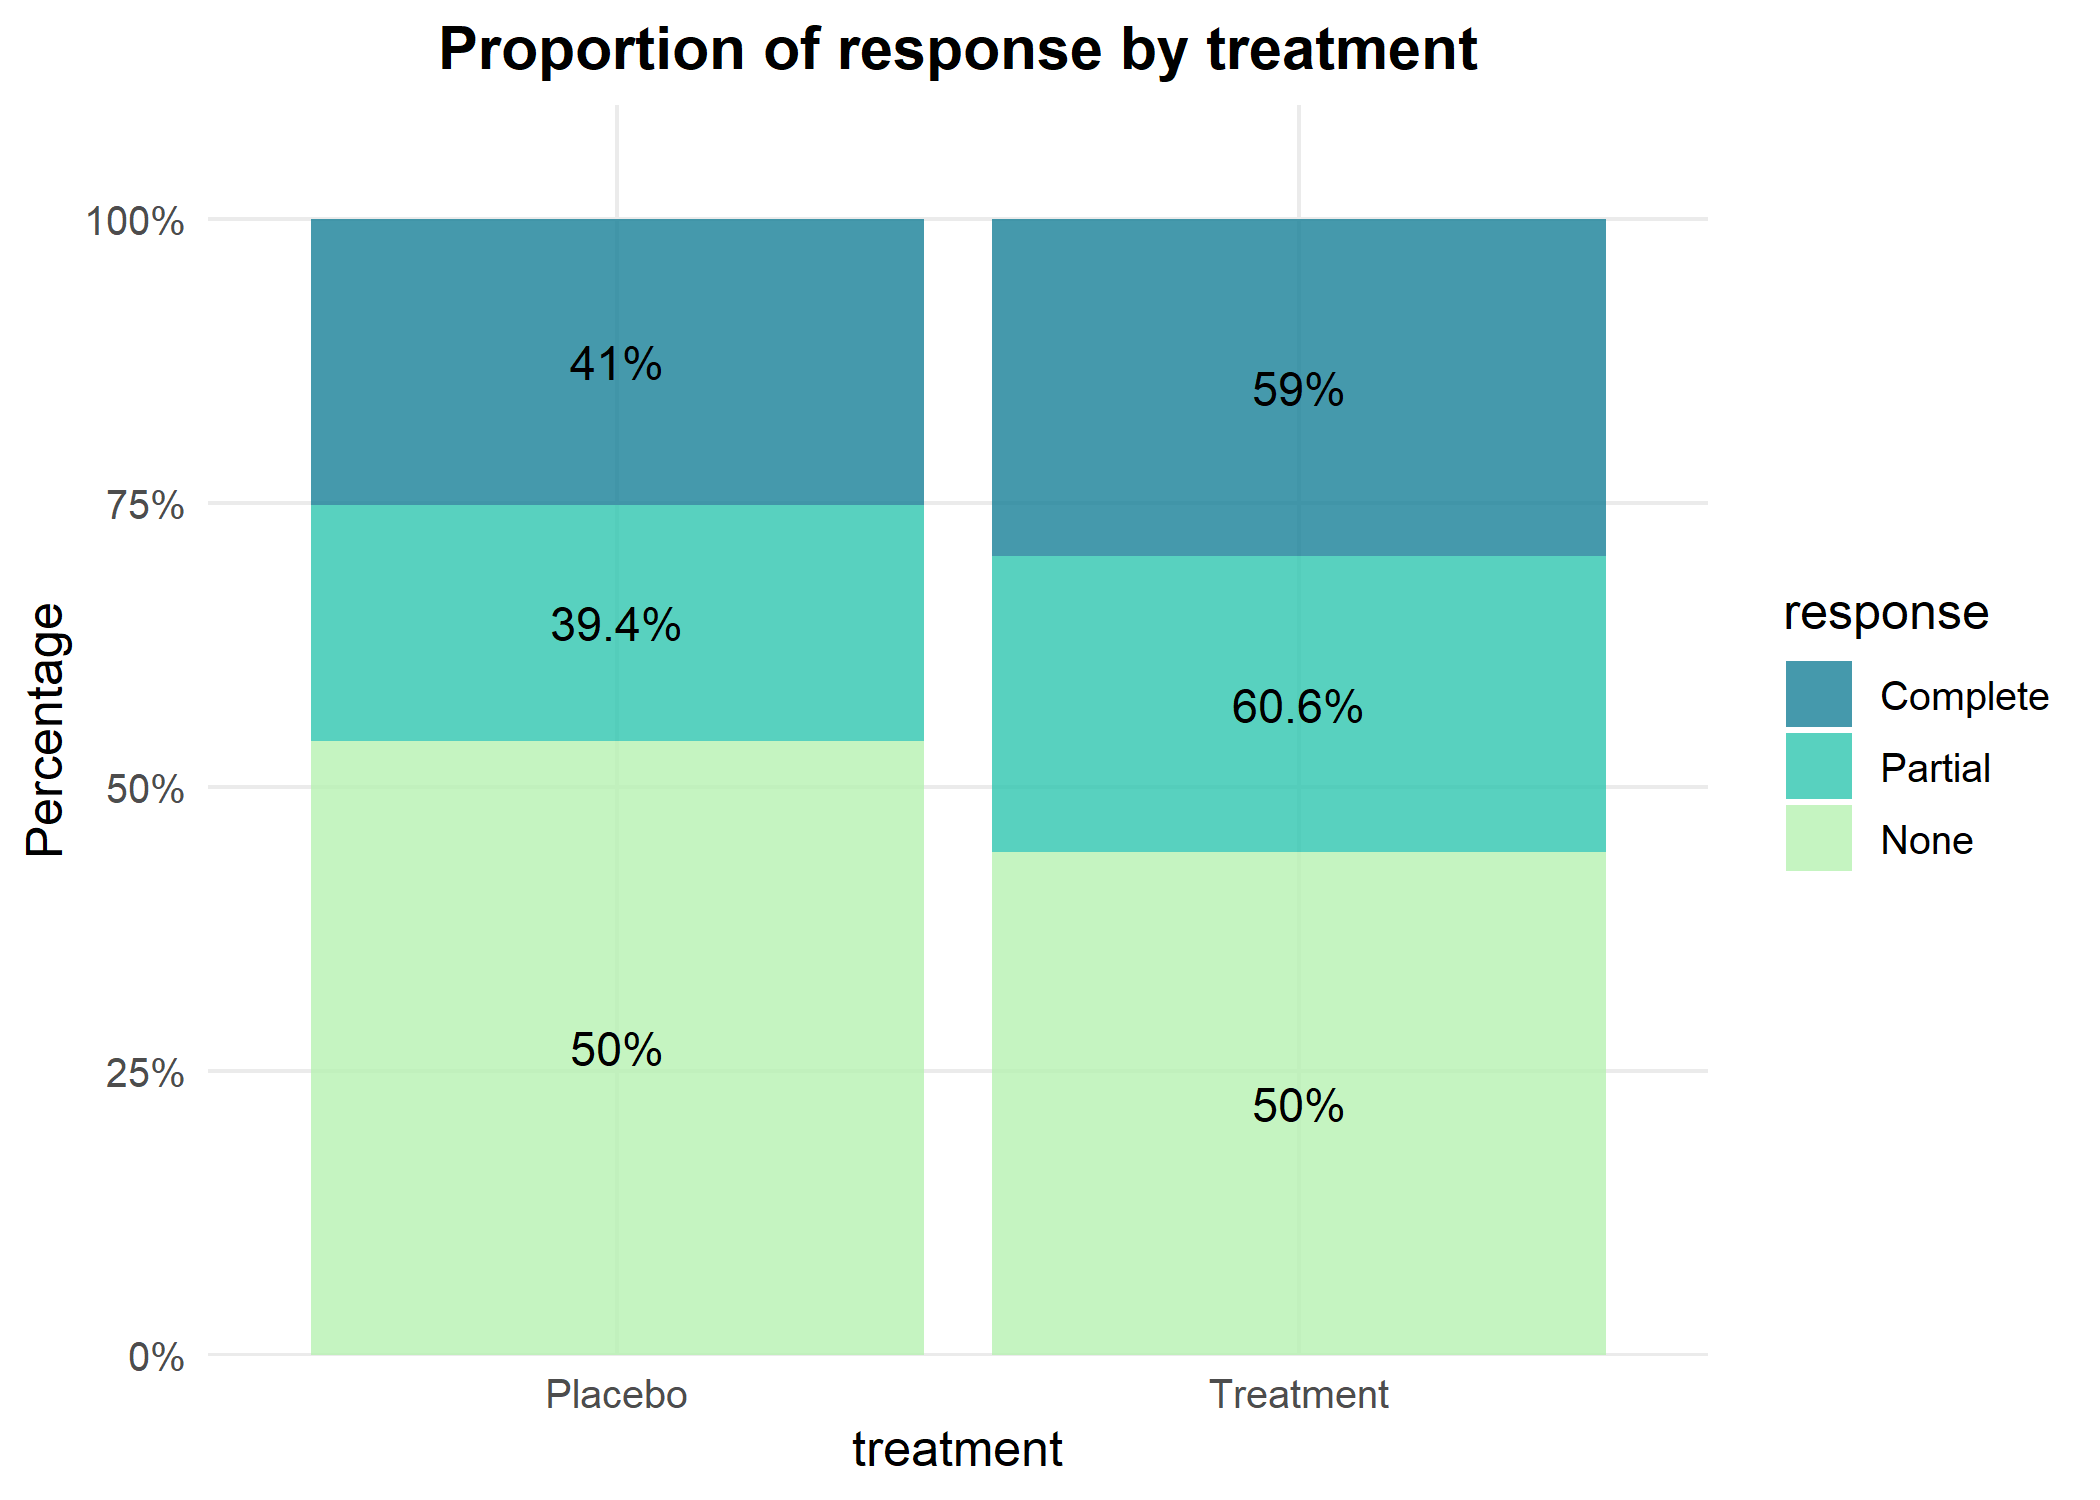 Proportion of response by treatment
Percentage
100%
75%
50%
25%
0%
41%
39.4%
50%
59%
60.6%
50%
Placebo
Treatment
treatment
response
Complete
Partial
None